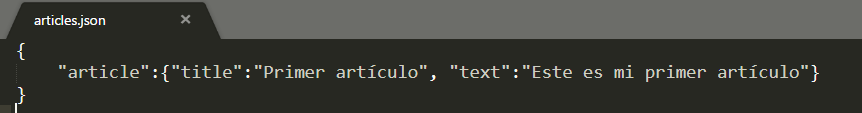 articles.json ×
{
"article":{"title":"Primer artículo", "text":"Este es mi primer artículo"}
}